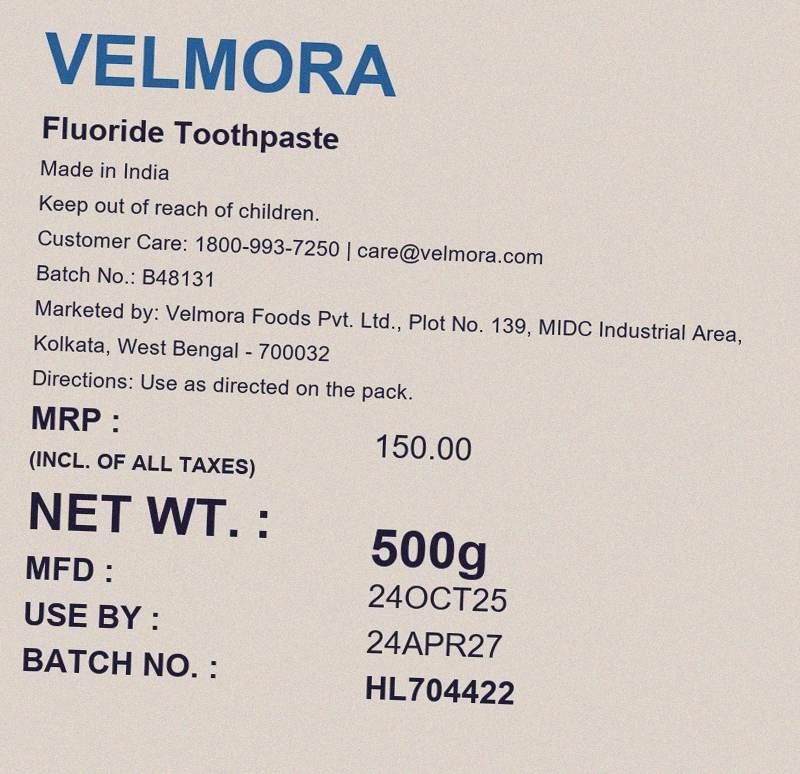 VELMORA
Fluoride Toothpaste
Made in India
Keep out of reach of children.
Customer Care: 1800-993-7250 | care@velmora.com
Batch No.: B48131
Marketed by: Velmora Foods Pvt. Ltd., Plot No. 139, MIDC Industrial Area,
Kolkata, West Bengal - 700032
Directions: Use as directed on the pack.
MRP : 150.00
(INCL. OF ALL TAXES)
NET WT. : 500g
MFD : 24OCT25
USE BY : 24APR27
BATCH NO. : HL704422